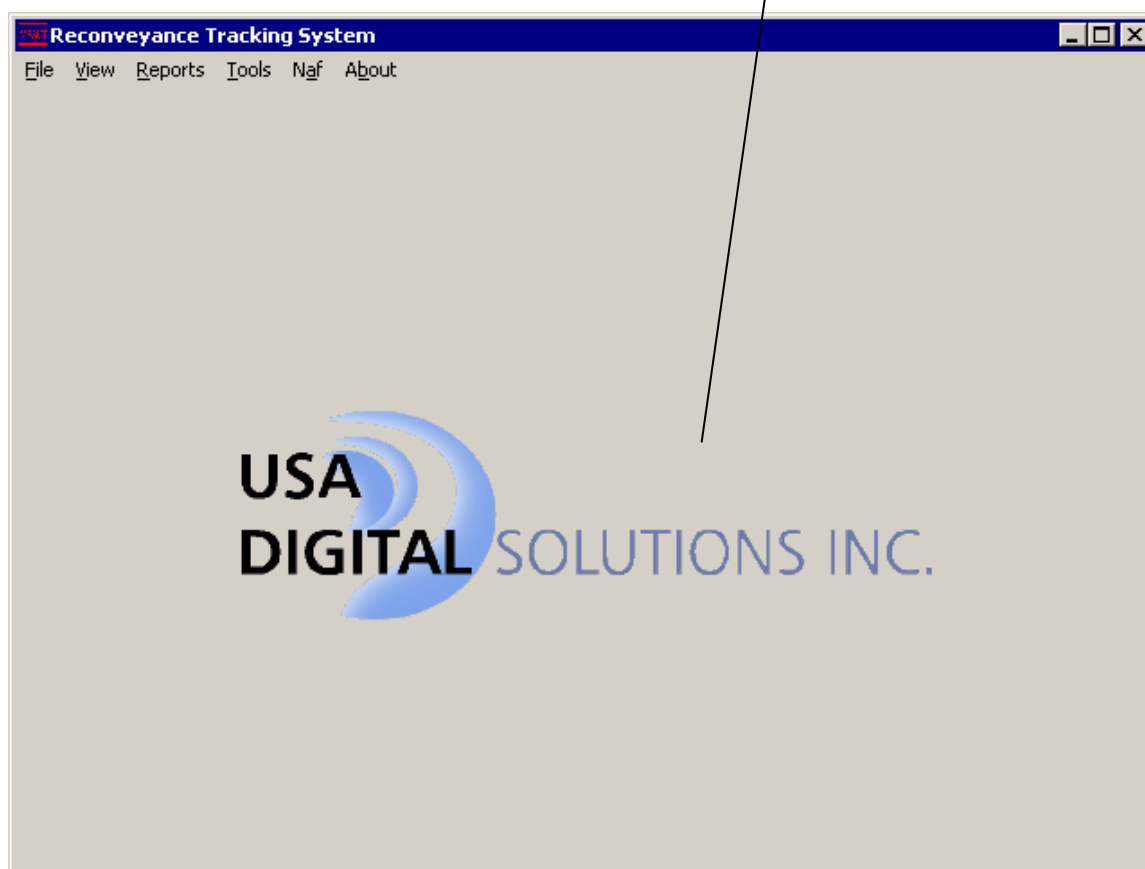 Reconveyance Tracking System
File View Reports Tools Naf About
USA
DIGITAL SOLUTIONS INC.